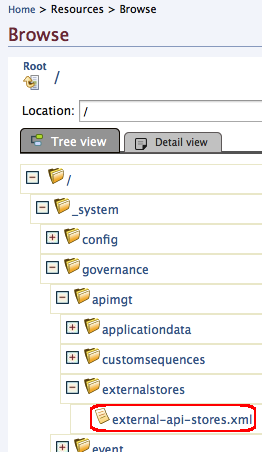 Home > Resources > Browse
Browse
Root
/
Location: /
Tree view Detail view
/
_system
config
governance
apimgt
applicationdata
customsequences
externalstores
external-api-stores.xml
event